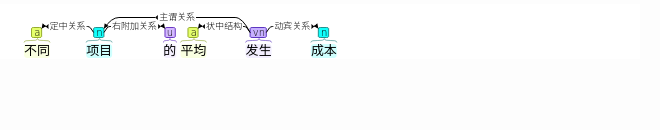 主谓关系
定中关系 右附加关系 状中结构 动宾关系
a n u a vn n
不同 项目 的 平均 发生 成本